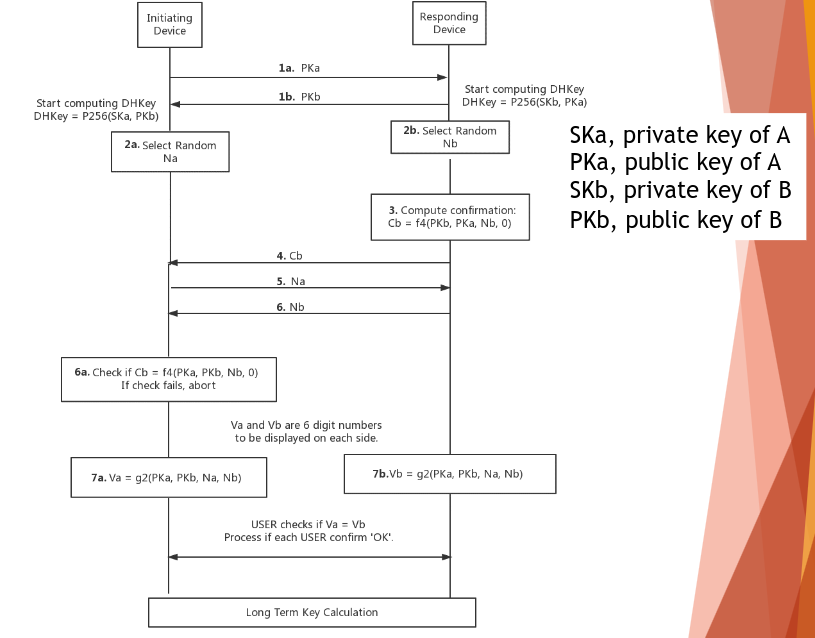 Initiating
Device
Responding
Device
1a. PKa
Start computing DHKey
DHKey = P256(SKa, PKb)
1b. PKb
Start computing DHKey
DHKey = P256(SKb, PKa)
2a. Select Random
Na
2b. Select Random
Nb
SKa, private key of A
PKa, public key of A
SKb, private key of B
PKb, public key of B
3. Compute confirmation:
Cb = f4(PKb, PKa, Nb, 0)
4. Cb
5. Na
6. Nb
6a. Check if Cb = f4(PKa, PKb, Nb, 0)
If check fails, abort
Va and Vb are 6 digit numbers
to be displayed on each side.
7a. Va = g2(PKa, PKb, Na, Nb)
7b.Vb = g2(PKa, PKb, Na, Nb)
USER checks if Va = Vb
Process if each USER confirm 'OK'.
Long Term Key Calculation